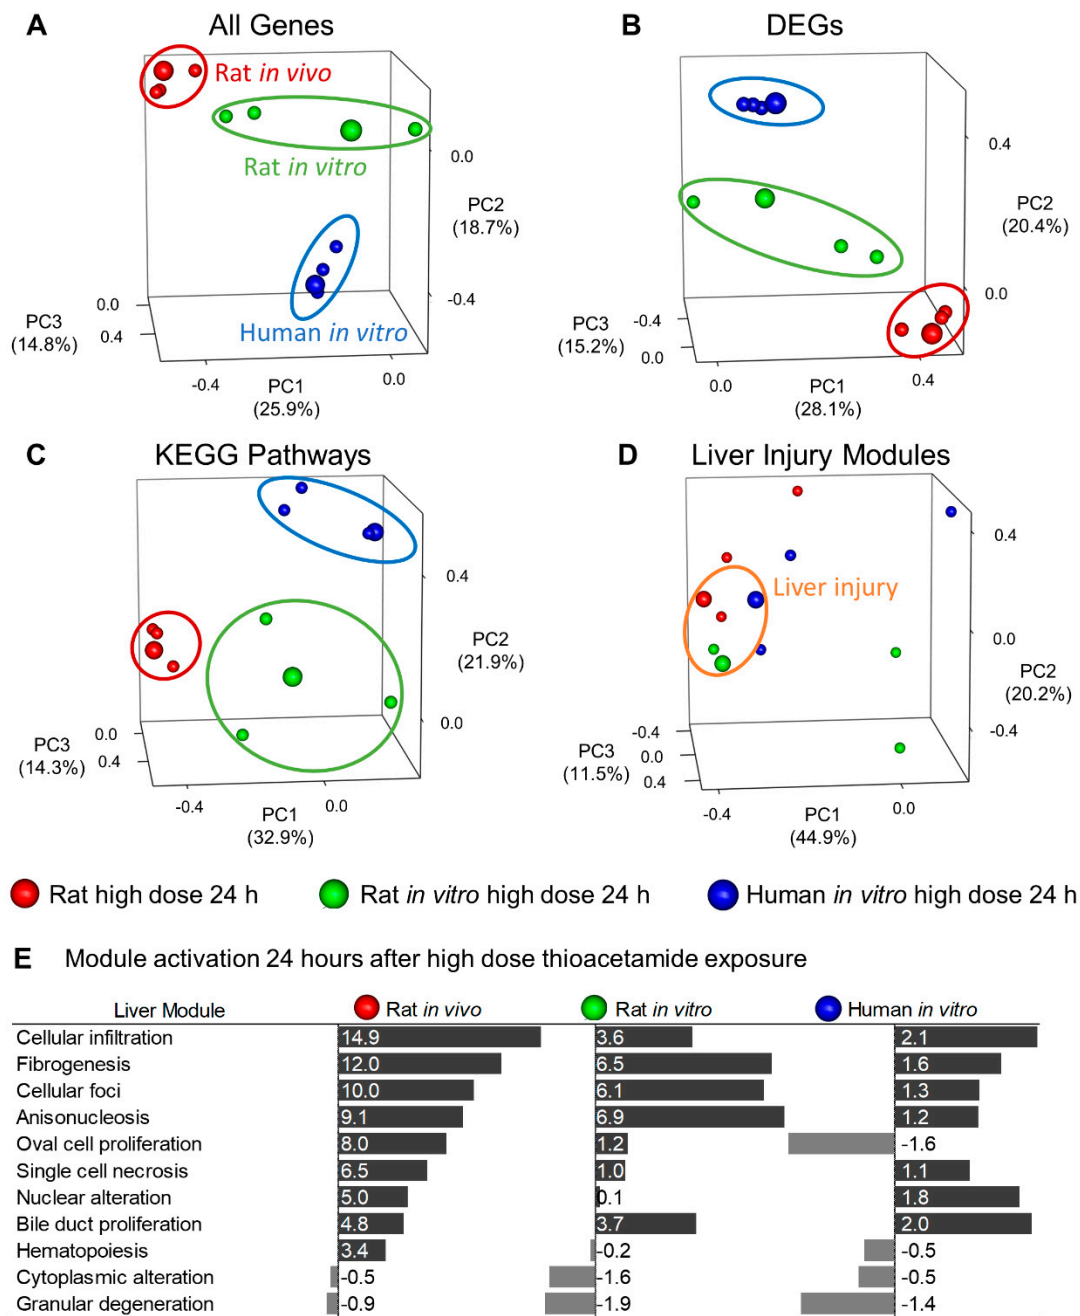 A All Genes
Rat in vivo
Rat in vitro
Human in vitro
0.0
PC2
(18.7%)
-0.4
0.0
PC3
(14.8%)
0.4
-0.4
0.0
PC1
(25.9%)
B DEGs
0.4
PC2
(20.4%)
0.0
PC3
(15.2%)
-0.4
0.0
0.0
0.4
PC1
(28.1%)
C KEGG Pathways
0.4
PC2
(21.9%)
0.0
0.0
PC3
(14.3%)
0.4
-0.4
0.0
PC1
(32.9%)
D Liver Injury Modules
Liver injury
0.4
0.0
PC2
(20.2%)
-0.4
-0.4
PC3
(11.5%)
0.0
0.4
-0.4
0.0
PC1
(44.9%)
Rat high dose 24 h Rat in vitro high dose 24 h Human in vitro high dose 24 h
E Module activation 24 hours after high dose thioacetamide exposure
Liver Module Rat in vivo Rat in vitro Human in vitro
Cellular infiltration 14.9 3.6 2.1
Fibrogenesis 12.0 6.5 1.6
Cellular foci 10.0 6.1 1.3
Anisonucleosis 9.1 6.9 1.2
Oval cell proliferation 8.0 1.2 -1.6
Single cell necrosis 6.5 1.0 1.1
Nuclear alteration 5.0 0.1 1.8
Bile duct proliferation 4.8 3.7 2.0
Hematopoiesis 3.4 -0.2 -0.5
Cytoplasmic alteration -0.5 -1.6 -0.5
Granular degeneration -0.9 -1.9 -1.4